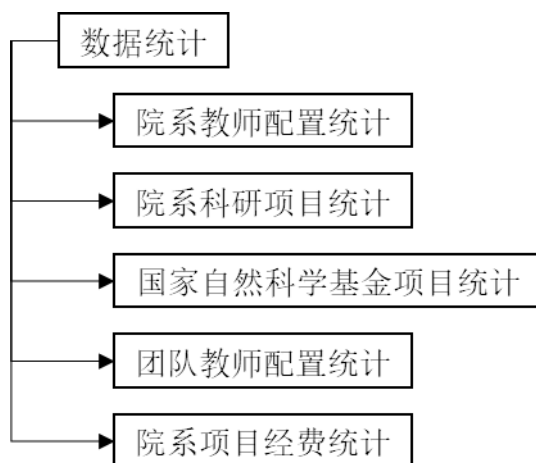 数据统计
院系教师配置统计
院系科研项目统计
国家自然科学基金项目统计
团队教师配置统计
院系项目经费统计